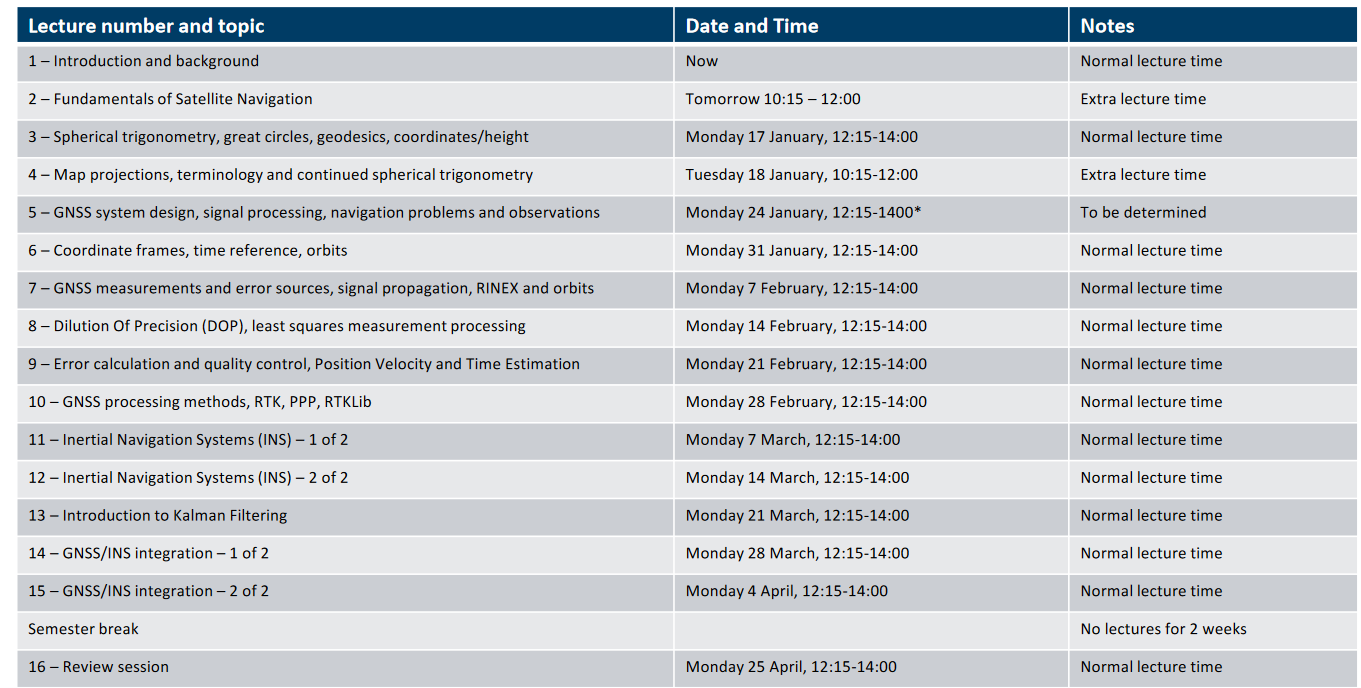 Lecture number and topic Date and Time Notes
1 – Introduction and background Now Normal lecture time
2 – Fundamentals of Satellite Navigation Tomorrow 10:15 – 12:00 Extra lecture time
3 – Spherical trigonometry, great circles, geodesics, coordinates/height Monday 17 January, 12:15-14:00 Normal lecture time
4 – Map projections, terminology and continued spherical trigonometry Tuesday 18 January, 10:15-12:00 Extra lecture time
5 – GNSS system design, signal processing, navigation problems and observations Monday 24 January, 12:15-1400* To be determined
6 – Coordinate frames, time reference, orbits Monday 31 January, 12:15-14:00 Normal lecture time
7 – GNSS measurements and error sources, signal propagation, RINEX and orbits Monday 7 February, 12:15-14:00 Normal lecture time
8 – Dilution Of Precision (DOP), least squares measurement processing Monday 14 February, 12:15-14:00 Normal lecture time
9 – Error calculation and quality control, Position Velocity and Time Estimation Monday 21 February, 12:15-14:00 Normal lecture time
10 – GNSS processing methods, RTK, PPP, RTKLib Monday 28 February, 12:15-14:00 Normal lecture time
11 – Inertial Navigation Systems (INS) – 1 of 2 Monday 7 March, 12:15-14:00 Normal lecture time
12 – Inertial Navigation Systems (INS) – 2 of 2 Monday 14 March, 12:15-14:00 Normal lecture time
13 – Introduction to Kalman Filtering Monday 21 March, 12:15-14:00 Normal lecture time
14 – GNSS/INS integration – 1 of 2 Monday 28 March, 12:15-14:00 Normal lecture time
15 – GNSS/INS integration – 2 of 2 Monday 4 April, 12:15-14:00 Normal lecture time
Semester break No lectures for 2 weeks
16 – Review session Monday 25 April, 12:15-14:00 Normal lecture time